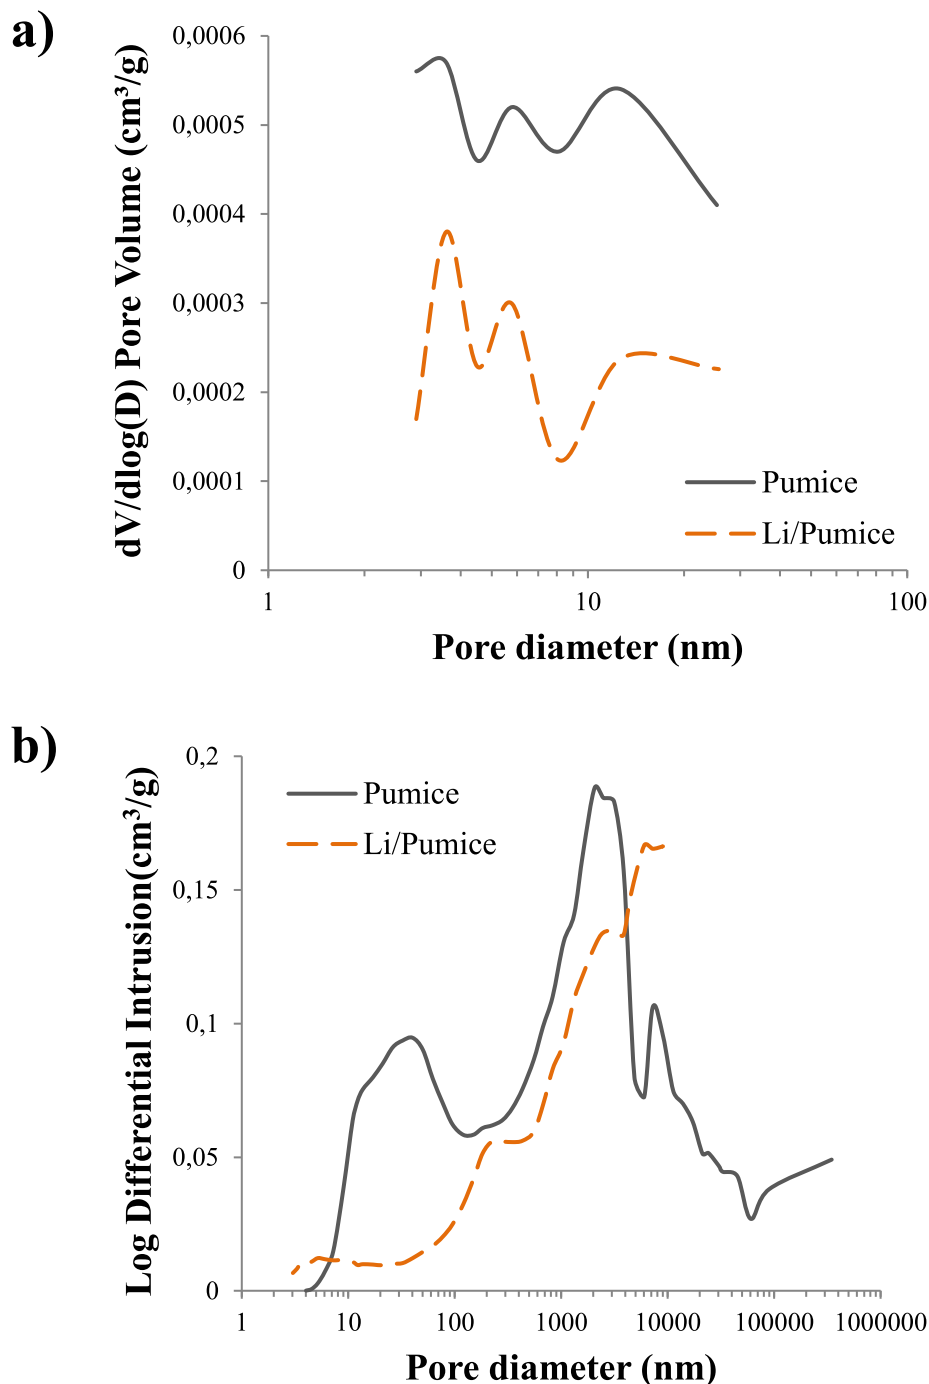 a)
dV/dlog(D) Pore Volume (cm³/g)
0,0006
0,0005
0,0004
0,0003
0,0002
0,0001
0
Pumice
Li/Pumice
1 10 100
Pore diameter (nm)
b)
Log Differential Intrusion(cm³/g)
0,2
0,15
0,1
0,05
0
Pumice
Li/Pumice
1 10 100 1000 10000 100000 1000000
Pore diameter (nm)